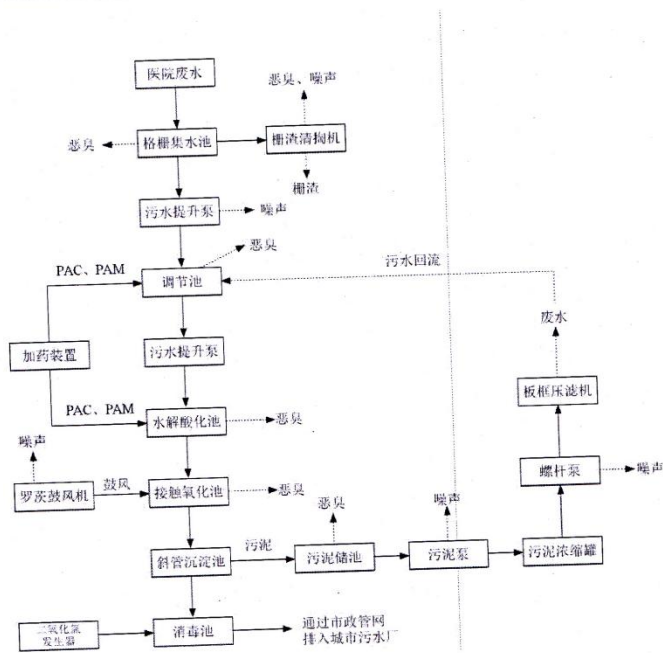 医院废水
恶臭、噪声
恶臭
格栅集水池
栅渣清掏机
栅渣
污水提升泵
噪声
恶臭
PAC、PAM
调节池
污水回流
废水
加药装置
污水提升泵
板框压滤机
PAC、PAM
水解酸化池
恶臭
噪声
螺杆泵
噪声
罗茨鼓风机
鼓风
接触氧化池
恶臭
恶臭
噪声
斜管沉淀池
污泥
污泥储池
污泥泵
污泥浓缩罐
二氧化氯
发生器
消毒池
通过市政管网
排入城市污水厂